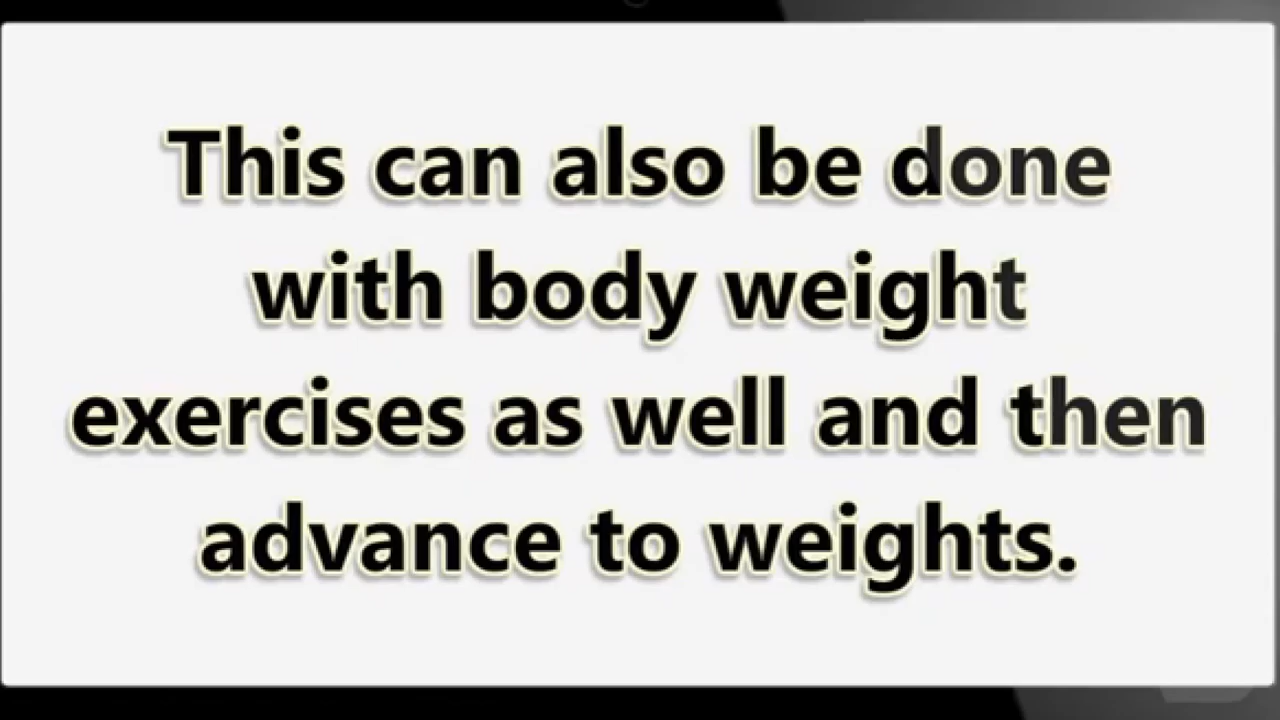 This can also be done
with body weight
exercises as well and then
advance to weights.